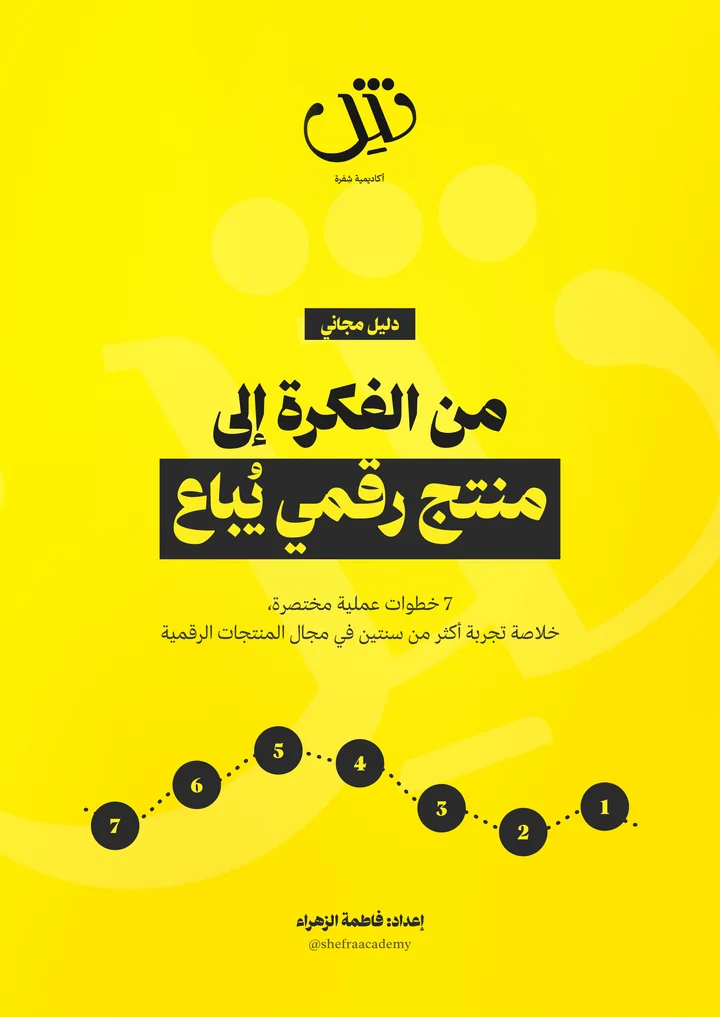 أكاديمية شفرة
دليل مجاني
من الفكرة إلى
منتج رقمي يُباع
7 خطوات عملية مختصرة،
خلاصة تجربة أكثر من سنتين في مجال المنتجات الرقمية
1
2
3
4
5
6
7
إعداد: فاطمة الزهراء
@shefraacademy